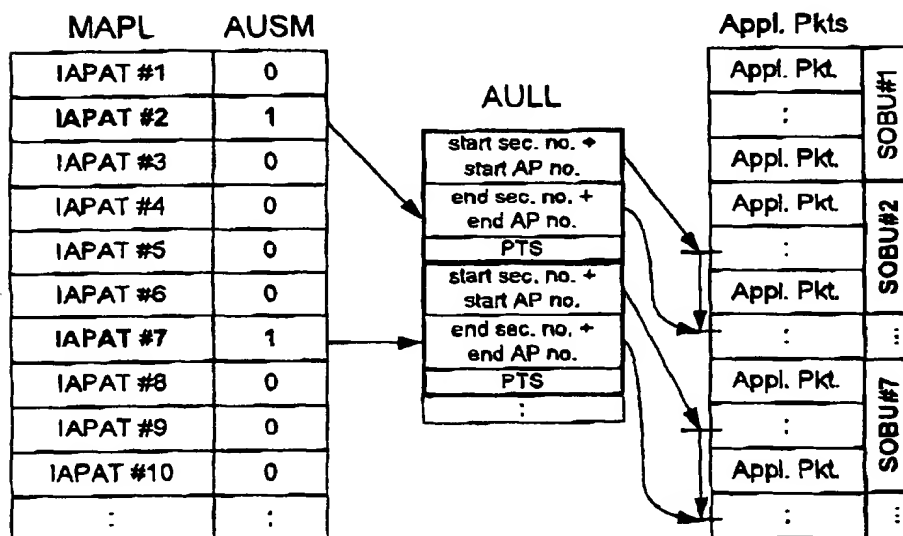 MAPL AUSM
IAPAT #1 0
IAPAT #2 1
IAPAT #3 0
IAPAT #4 0
IAPAT #5 0
IAPAT #6 0
IAPAT #7 1
IAPAT #8 0
IAPAT #9 0
IAPAT #10 0
: :
AULL
start sec. no. +
start AP no.
end sec. no. +
end AP no.
PTS
start sec. no. +
start AP no.
end sec. no. +
end AP no.
PTS
:
Appl. Pkts
Appl. Pkt.
:
Appl. Pkt.
SOBU#1
Appl. Pkt.
:
Appl. Pkt.
SOBU#2
:
...
Appl. Pkt.
:
Appl. Pkt.
SOBU#7
:
...